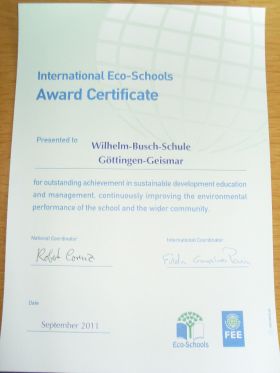 International Eco-Schools
Award Certificate
Presented to
Wilhelm-Busch-Schule
Göttingen-Geismar
for outstanding achievement in sustainable development education
and management, continuously improving the environmental
performance of the school and the wider community.
National Coordinator
International Coordinator
Date
September 2011
Eco-Schools
FEE